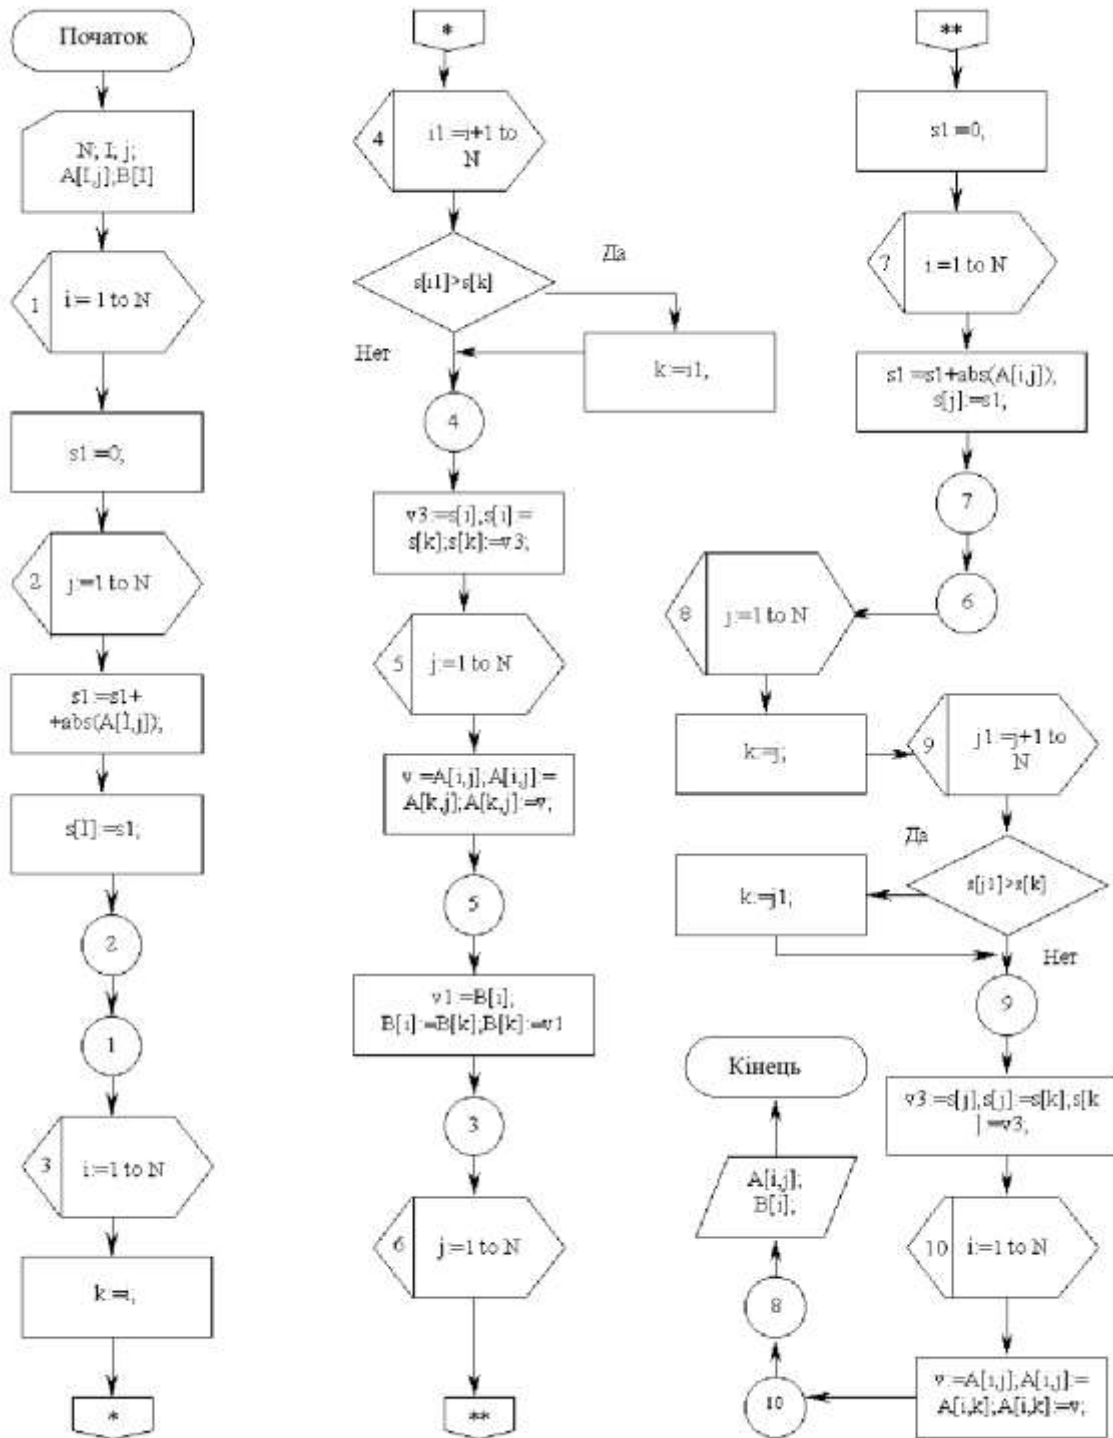 Початок
N, I, j;
A[I,j],B[I]
1
i:= 1 to N
s1:=0;
2
j:=1 to N
s1:=s1+
+abs(A[I,j]);
s[I]:=s1;
2
1
3
i:=1 to N
k:=i;
*
*
4
i1:=i+1 to
N
s[i1]>s[k]
Да
Нет
k:=i1;
4
v3:=s[i],s[i]:=
s[k];s[k]:=v3;
5
j:=1 to N
v:=A[i,j],A[i,j]:=
A[k,j];A[k,j]:=v;
5
v1:=B[i];
B[i]:=B[k];B[k]:=v1
3
6
j:=1 to N
**
**
s1:=0;
7
i:=1 to N
s1:=s1+abs(A[i,j]);
s[j]:=s1;
7
6
8
j:=1 to N
k:=j;
9
j1:=j+1 to
N
Да
s[j1]>s[k]
k:=j1;
Нет
9
v3:=s[j],s[j]:=s[k],s[k
]:=v3;
10
i:=1 to N
v:=A[i,j],A[i,j]:=
A[i,k];A[i,k]:=v;
10
8
A[i,j];
B[i];
Кінець